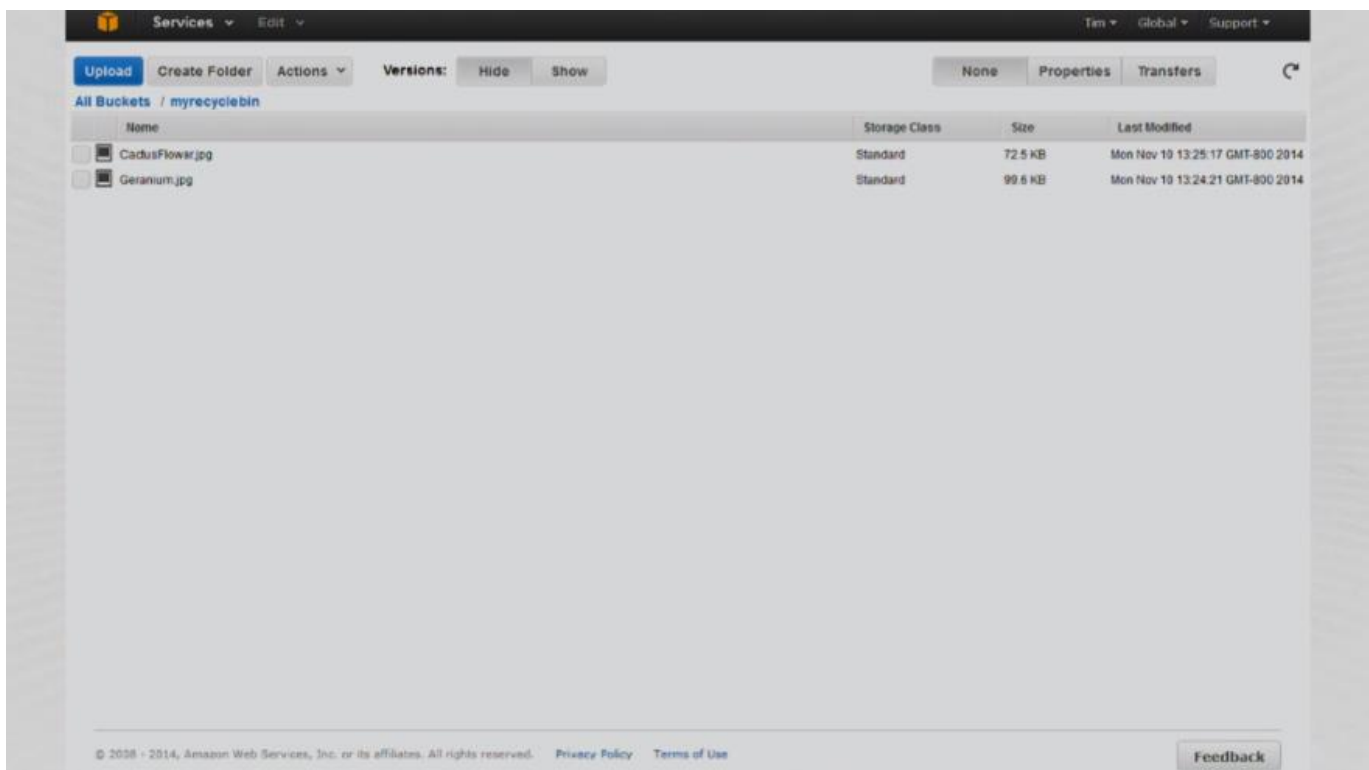 Services Edit Tim Global Support
Upload Create Folder Actions Versions: Hide Show None Properties Transfers
All Buckets / myrecyclebin
Name Storage Class Size Last Modified
CactusFlower.jpg Standard 72.5 KB Mon Nov 10 13:25:17 GMT-800 2014
Geranium.jpg Standard 99.6 KB Mon Nov 10 13:24:21 GMT-800 2014
© 2008 - 2014, Amazon Web Services, Inc. or its affiliates. All rights reserved. Privacy Policy Terms of Use
Feedback